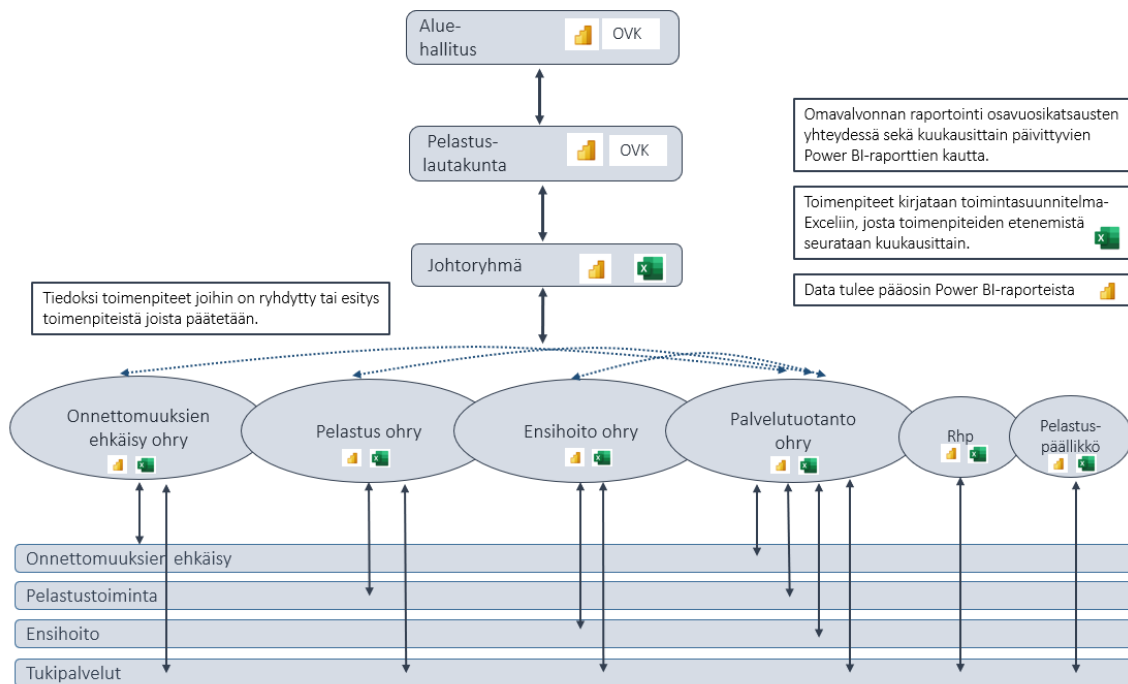 Alue-
hallitus
OVK
Pelastus-
lautakunta
OVK
Omavalvonnan raportointi osavuosikatsausten
yhteydessä sekä kuukausittain päivittyvien
Power BI-raporttien kautta.
Toimenpiteet kirjataan toimintasuunnitelma-
Exceliin, josta toimenpiteiden etenemistä
seurataan kuukausittain.
Johtoryhmä
Data tulee pääosin Power BI-raporteista
Tiedoksi toimenpiteet joihin on ryhdytty tai esitys
toimenpiteistä joista päätetään.
Onnettomuuksien
ehkäisy ohry
Pelastus ohry
Ensihoito ohry
Palvelutuotanto
ohry
Rhp
Pelastus-
päällikkö
Onnettomuuksien ehkäisy
Pelastustoiminta
Ensihoito
Tukipalvelut